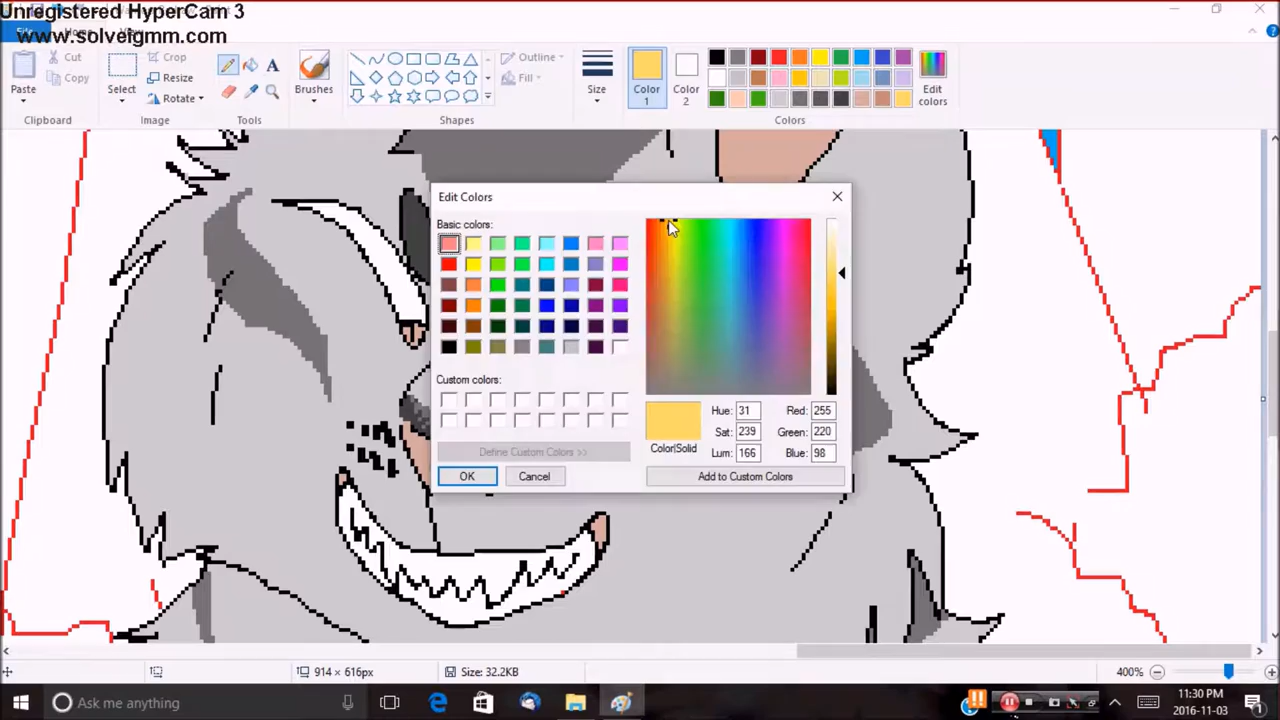 Unregistered HyperCam 3
www.solveigmm.com
Cut
Copy
Paste
Clipboard
Crop
Resize
Rotate
Select
Image
Tools
Brushes
Outline
Fill
Shapes
Size
Color 1
Color 2
Edit colors
Colors
Edit Colors
Basic colors:
Custom colors:
Define Custom Colors >>
OK
Cancel
Color|Solid
Hue: 31
Sat: 239
Lum: 166
Red: 255
Green: 220
Blue: 98
Add to Custom Colors
914 × 616px
Size: 32.2KB
400%
Ask me anything
11:30 PM
2016-11-03